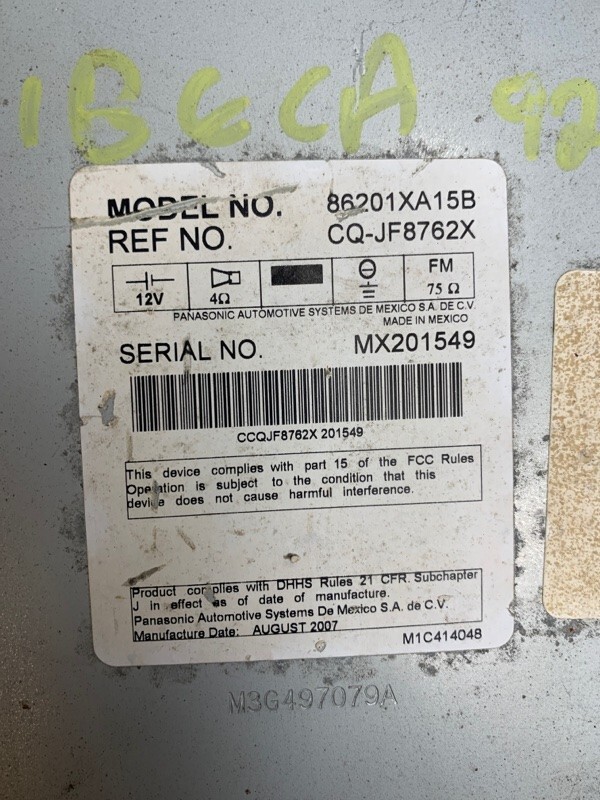 1BGCA 92
MODEL NO. 86201XA15B
REF NO. CQ-JF8762X
12V 4Ω FM 75 Ω
PANASONIC AUTOMOTIVE SYSTEMS DE MEXICO S.A. DE C.V.
MADE IN MEXICO
SERIAL NO. MX201549
CCQJF8762X 201549
This device complies with part 15 of the FCC Rules
Operation is subject to the condition that this
device does not cause harmful interference.
Product complies with DHHS Rules 21 CFR. Subchapter
J in effect as of date of manufacture.
Panasonic Automotive Systems De Mexico S.A. de C.V.
Manufacture Date: AUGUST 2007
M1C414048
M3G497079A